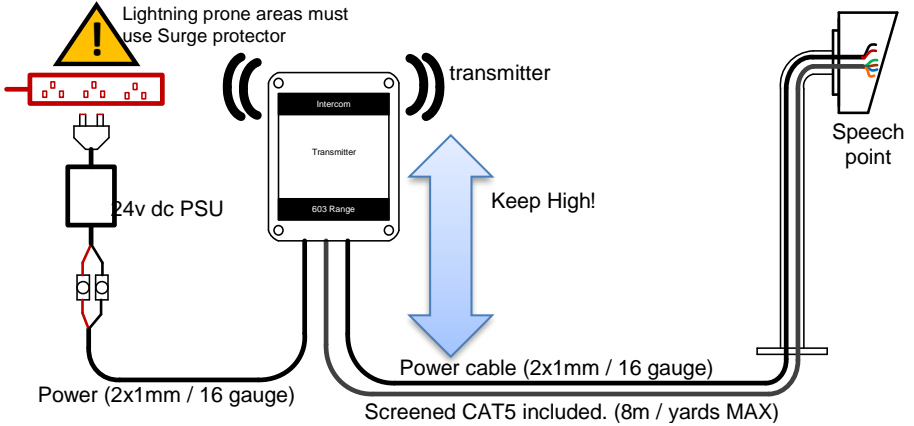 Lightning prone areas must
use Surge protector
transmitter
Intercom
Transmitter
603 Range
Speech
point
24v dc PSU
Keep High!
Power cable (2x1mm / 16 gauge)
Power (2x1mm / 16 gauge)
Screened CAT5 included. (8m / yards MAX)